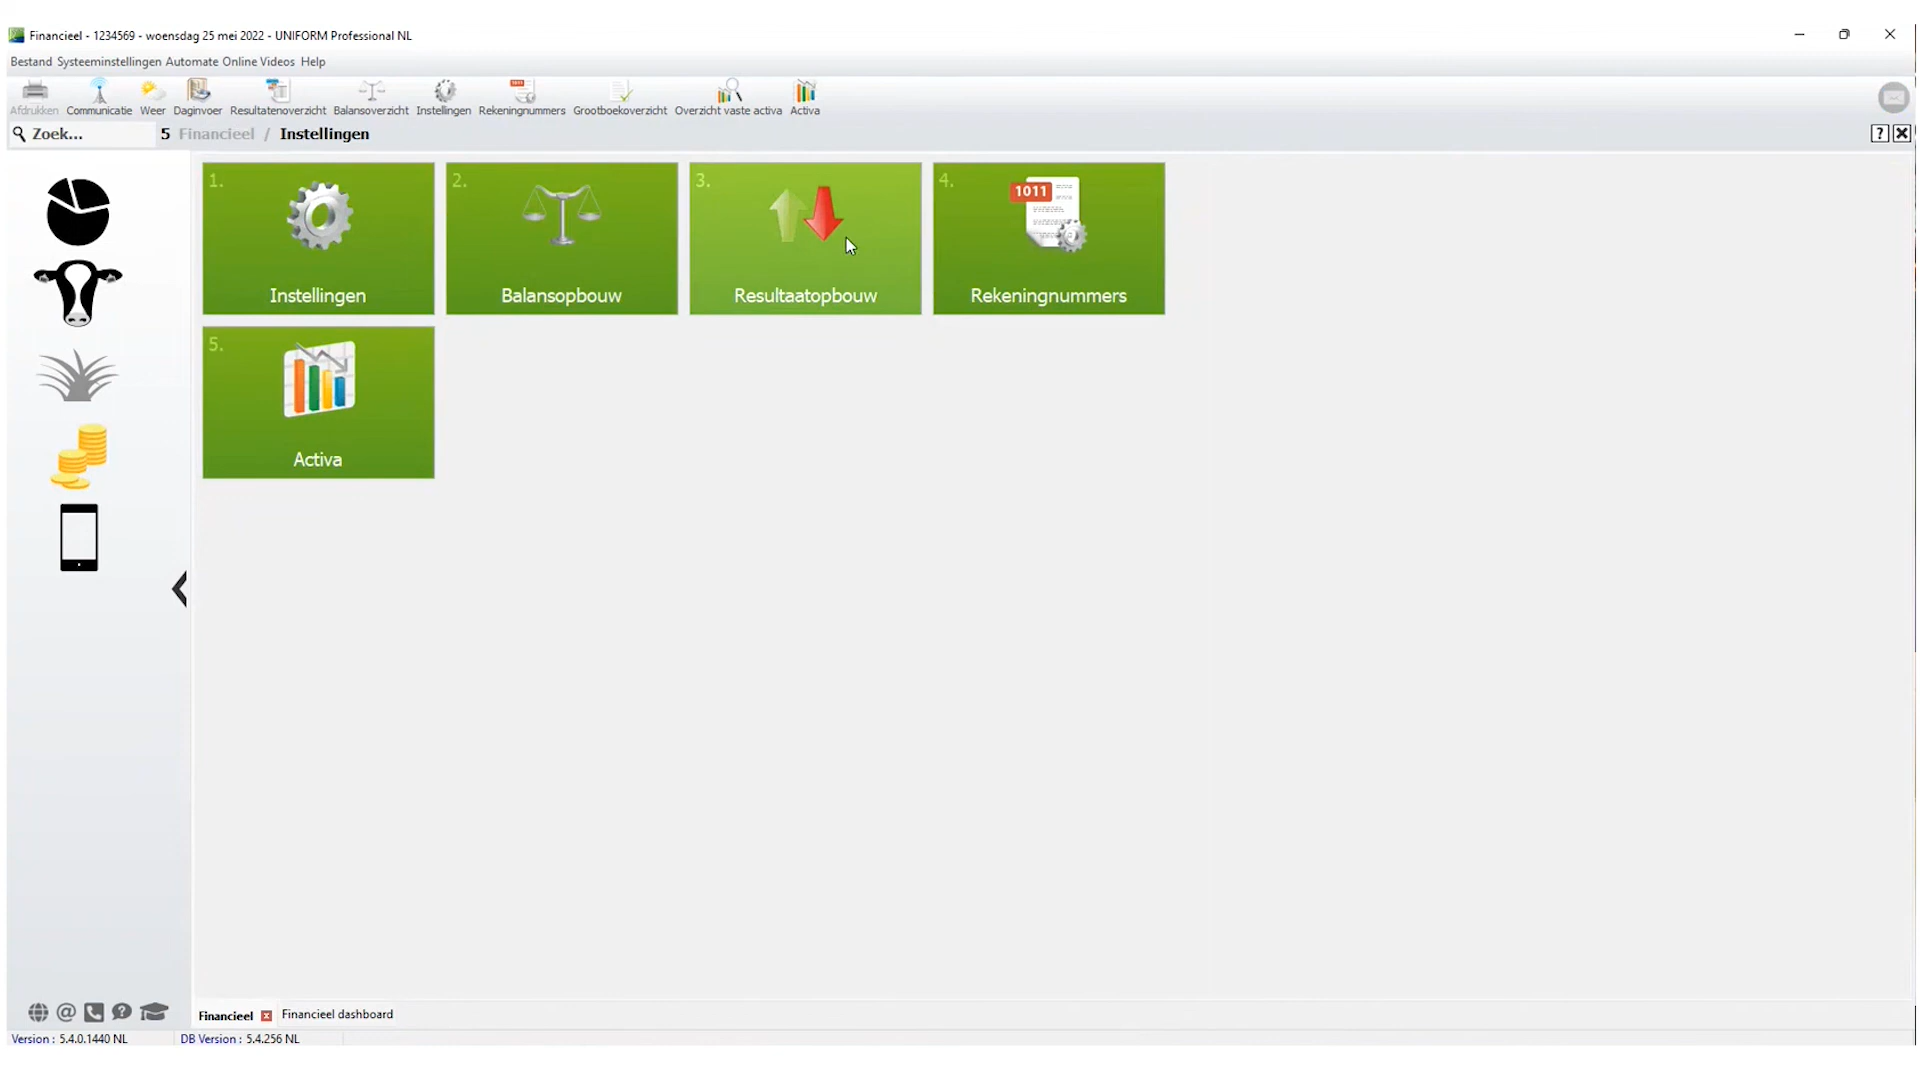 Financieel - 1234569 - woensdag 25 mei 2022 - UNIFORM Professional NL
Bestand Systeeminstellingen Automate Online Videos Help
Afdrukken Communicatie Weer Daginvoer Resultatenoverzicht Balansoverzicht Instellingen Rekeningnummers Grootboekoverzicht Overzicht vaste activa Activa
Zoek... 5 Financieel / Instellingen
1. 2. 3. 4.
1011
Instellingen Balansopbouw Resultaatopbouw Rekeningnummers
5.
Activa
Financieel Financieel dashboard
Version : 5.4.0.1440 NL DB Version : 5.4.256 NL